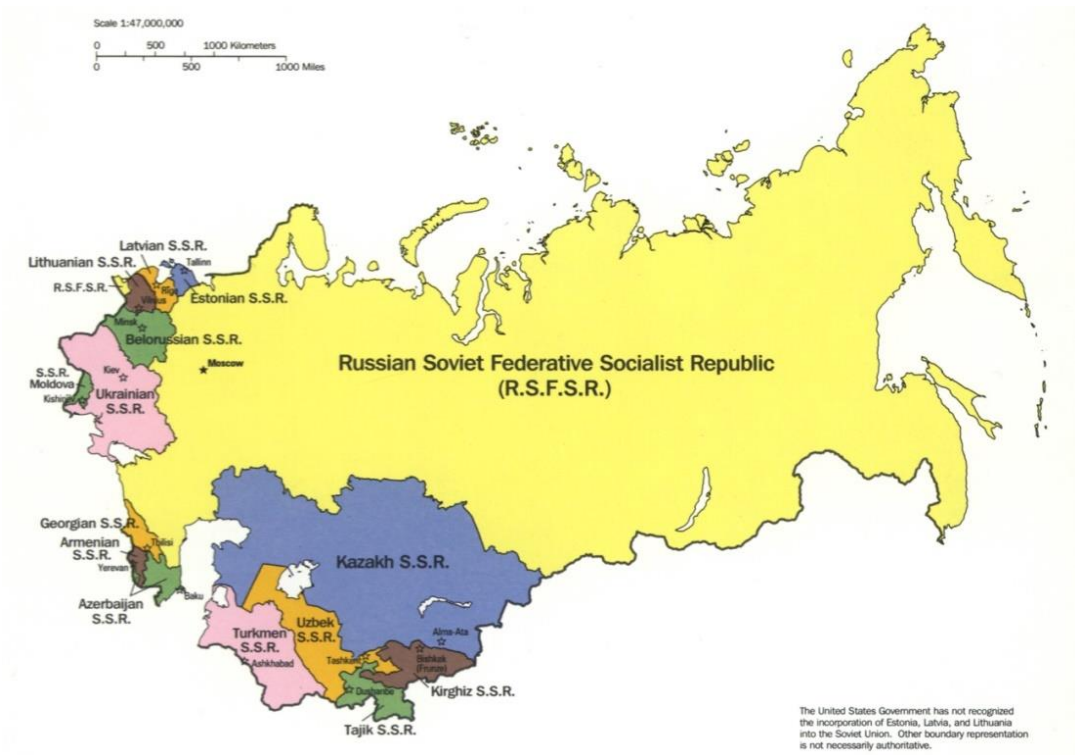 Scale 1:47,000,000
0 500 1000 Kilometers
0 500 1000 Miles
Latvian S.S.R.
Lithuanian S.S.R.
Tallinn
R.S.F.S.R.
Riga
Estonian S.S.R.
Vilnius
Minsk
Belorussian S.S.R.
Moscow
Russian Soviet Federative Socialist Republic
(R.S.F.S.R.)
S.S.R.
Moldova
Kiev
Kishinëv
Ukrainian
S.S.R.
Georgian S.S.R.
Tbilisi
Armenian
S.S.R.
Yerevan
Azerbaijan
S.S.R.
Baku
Kazakh S.S.R.
Uzbek
S.S.R.
Turkmen
S.S.R.
Ashkhabad
Alma-Ata
Tashkent
Bishkek
(Frunze)
Kirghiz S.S.R.
Dushanbe
Tajik S.S.R.
The United States Government has not recognized
the incorporation of Estonia, Latvia, and Lithuania
into the Soviet Union. Other boundary representation
is not necessarily authoritative.